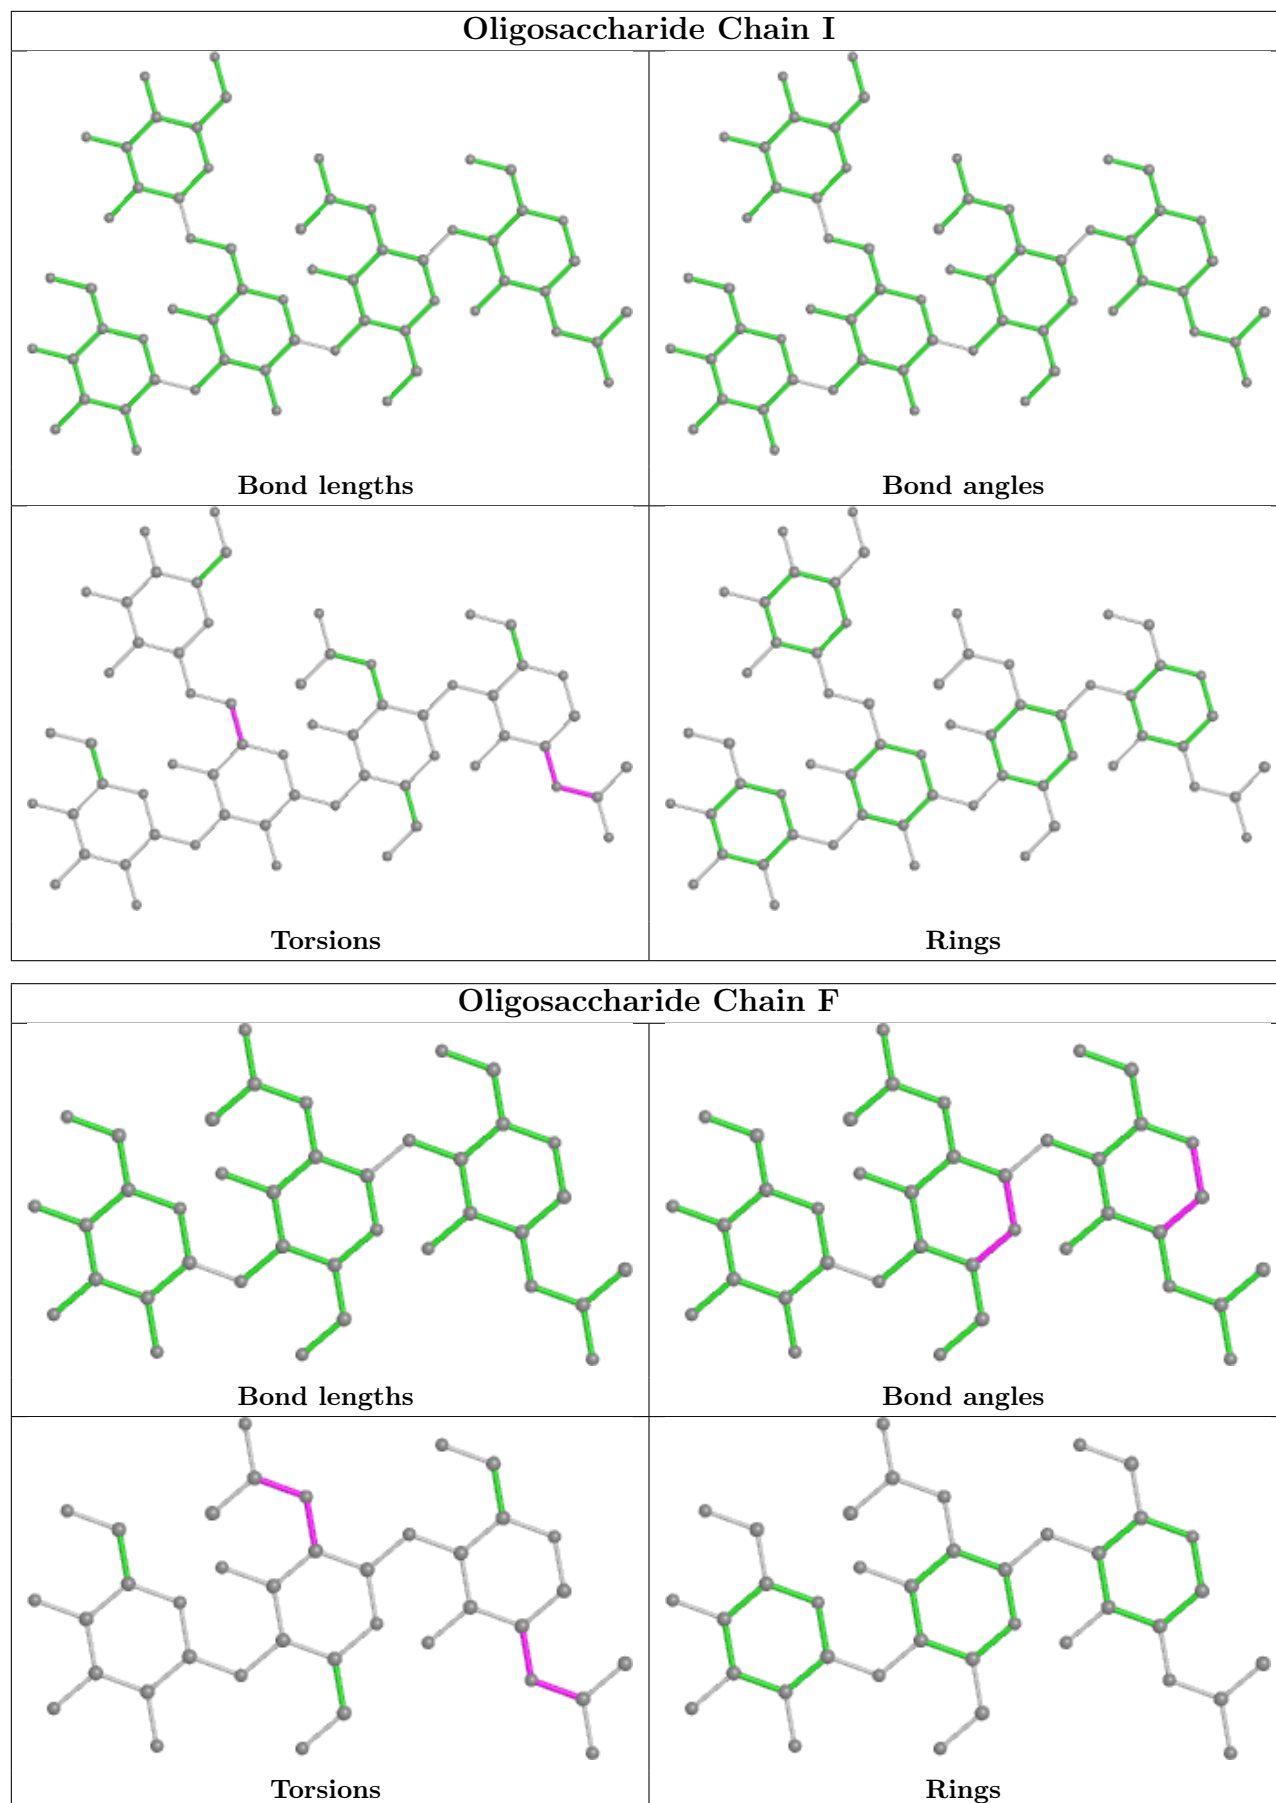 Oligosaccharide Chain I
Bond lengths
Bond angles
Torsions
Rings
Oligosaccharide Chain F
Bond lengths
Bond angles
Torsions
Rings